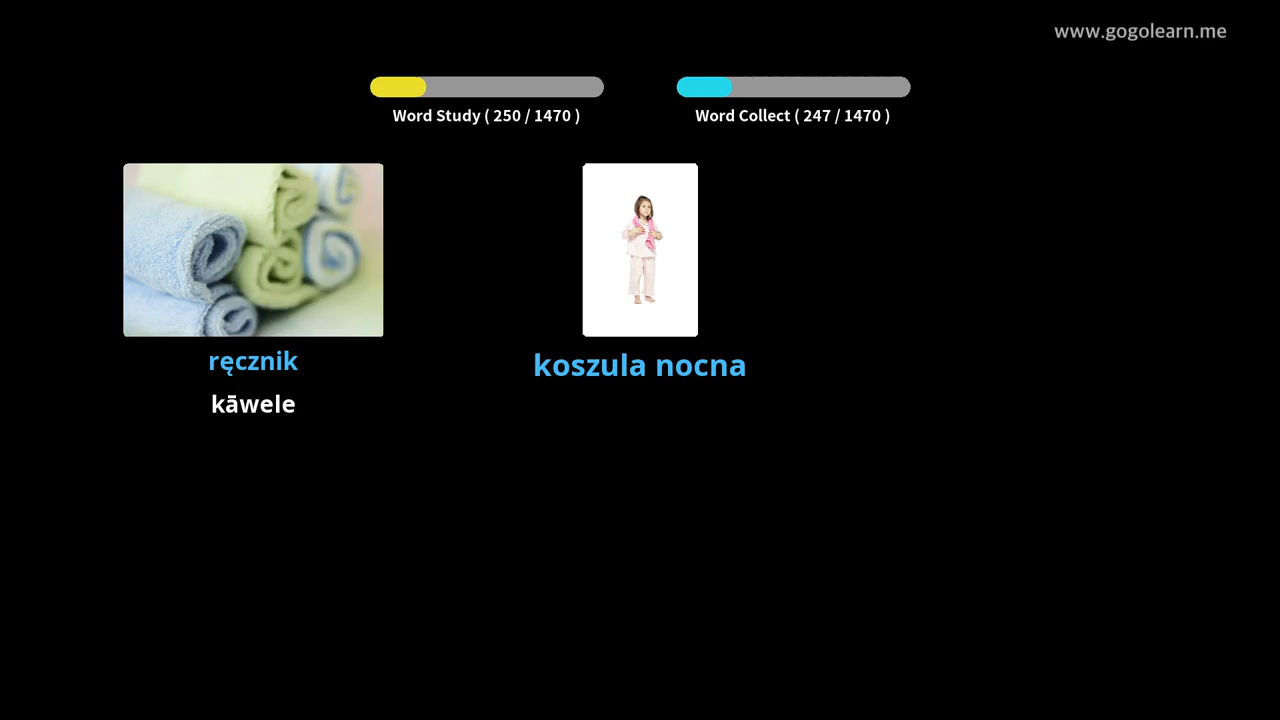 www.gogolearn.me
Word Study ( 250 / 1470 )
Word Collect ( 247 / 1470 )
ręcznik
kāwele
koszula nocna